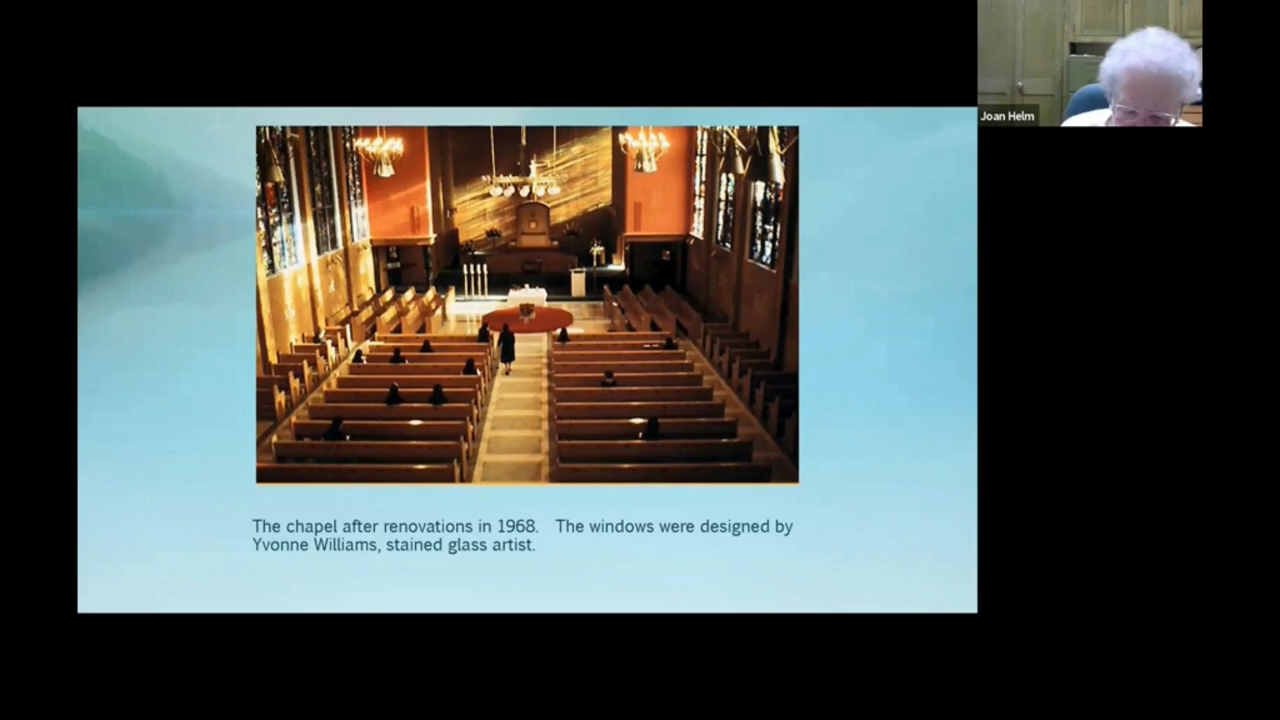 Joan Helm
The chapel after renovations in 1968. The windows were designed by
Yvonne Williams, stained glass artist.